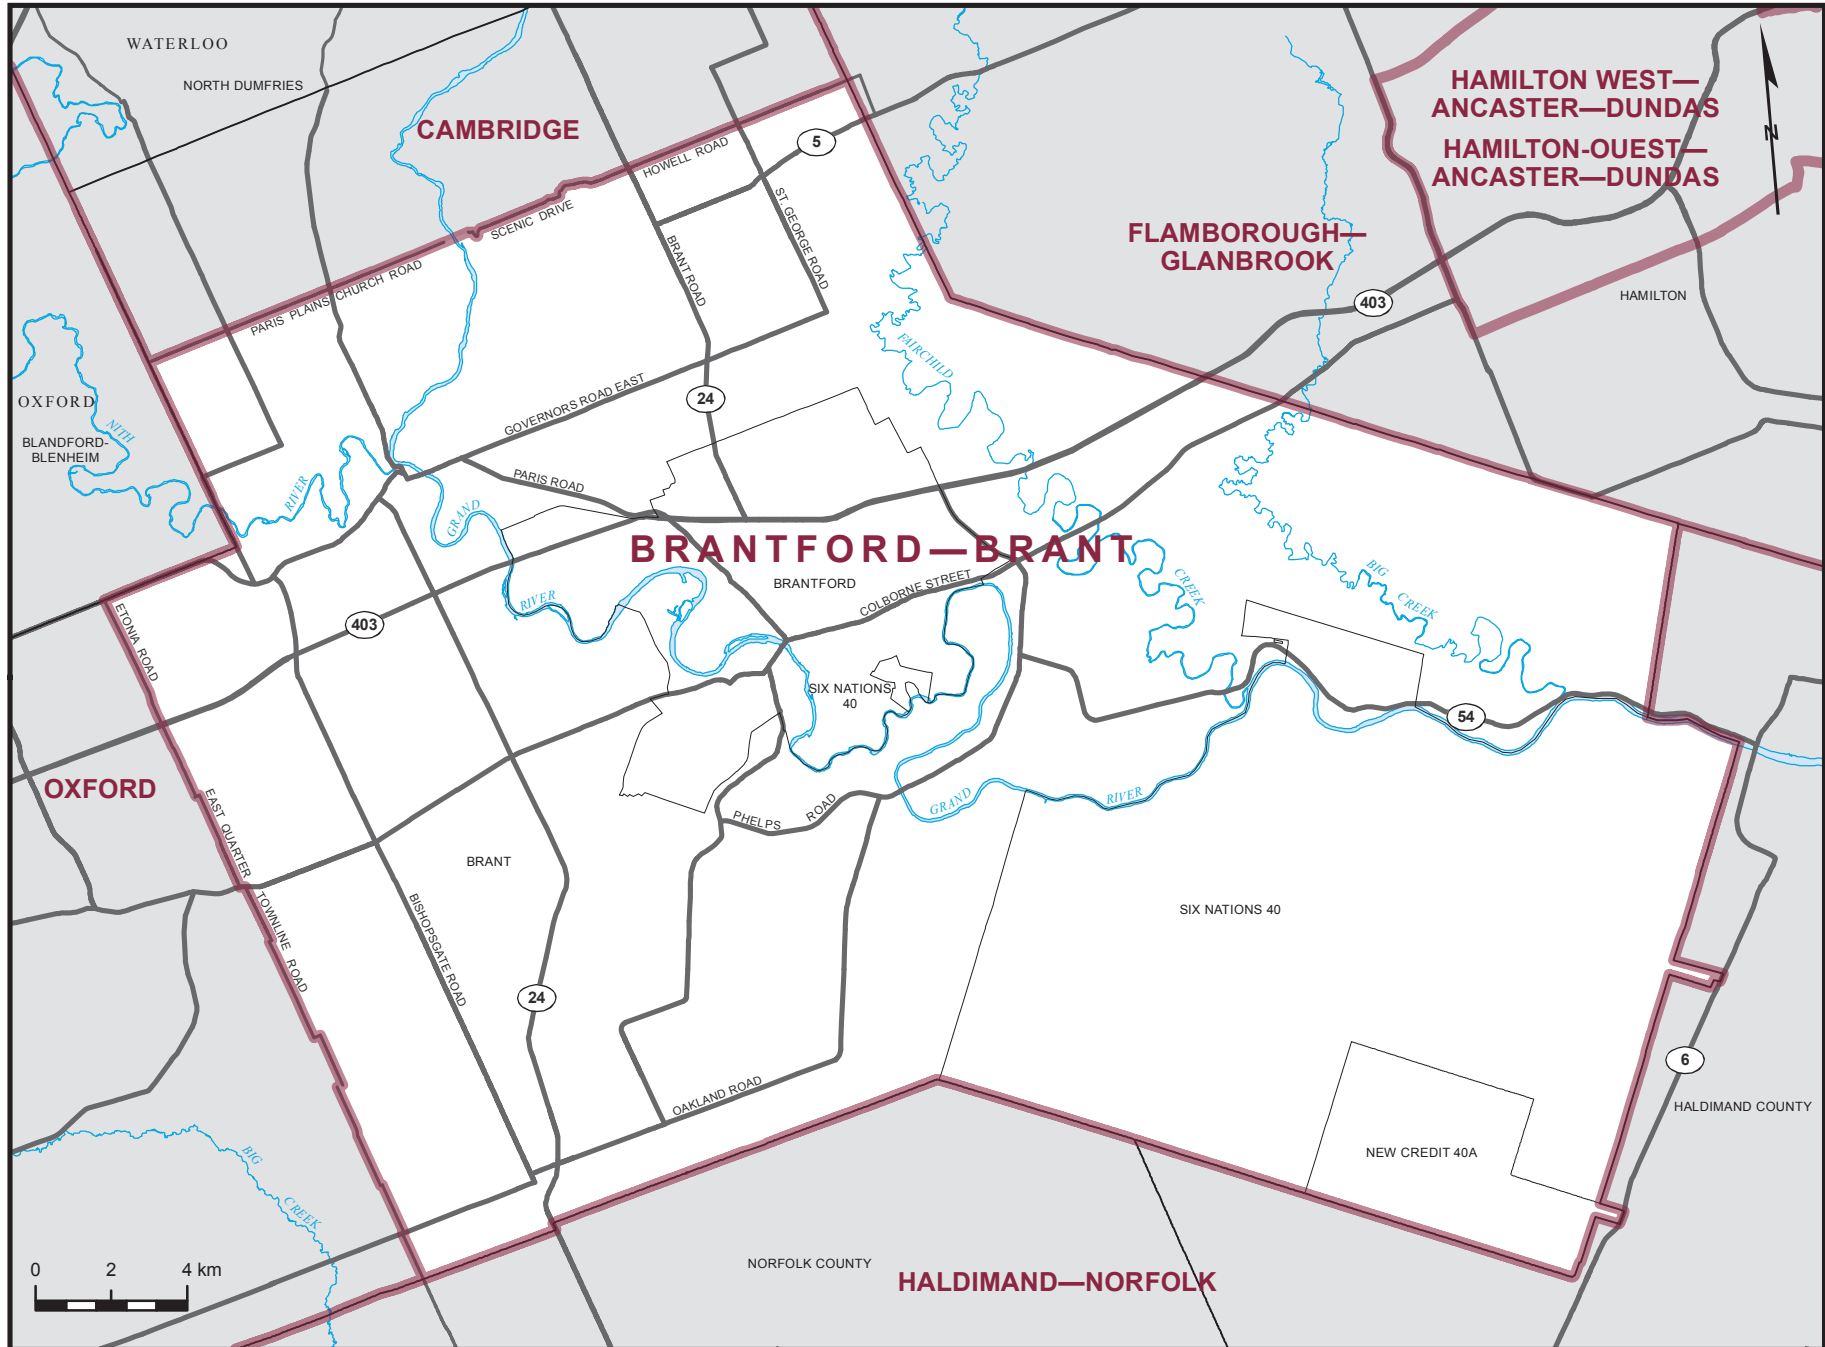 WATERLOO
NORTH DUMFRIES
CAMBRIDGE
HAMILTON WEST—
ANCASTER—DUNDAS
HAMILTON-OUEST—
ANCASTER—DUNDAS
N
5
HOWELL ROAD
SCENIC DRIVE
ST. GEORGE ROAD
BRANT ROAD
FLAMBOROUGH—
GLANBROOK
PARIS PLAINS CHURCH ROAD
403
HAMILTON
FAIRCHILD
OXFORD
NITH
BLANDFORD-
BLENHEIM
GOVERNORS ROAD EAST
24
PARIS ROAD
RIVER
GRAND
BRANTFORD—BRANT
BRANTFORD
COLBORNE STREET
CREEK
BIG
CREEK
RIVER
ETONIA ROAD
403
SIX NATIONS
40
54
OXFORD
EAST QUARTER TOWNLINE ROAD
GRAND
RIVER
PHELPS ROAD
BRANT
BISHOPSGATE ROAD
SIX NATIONS 40
24
6
OAKLAND ROAD
HALDIMAND COUNTY
NEW CREDIT 40A
BIG
CREEK
NORFOLK COUNTY
HALDIMAND—NORFOLK
0 2 4 km